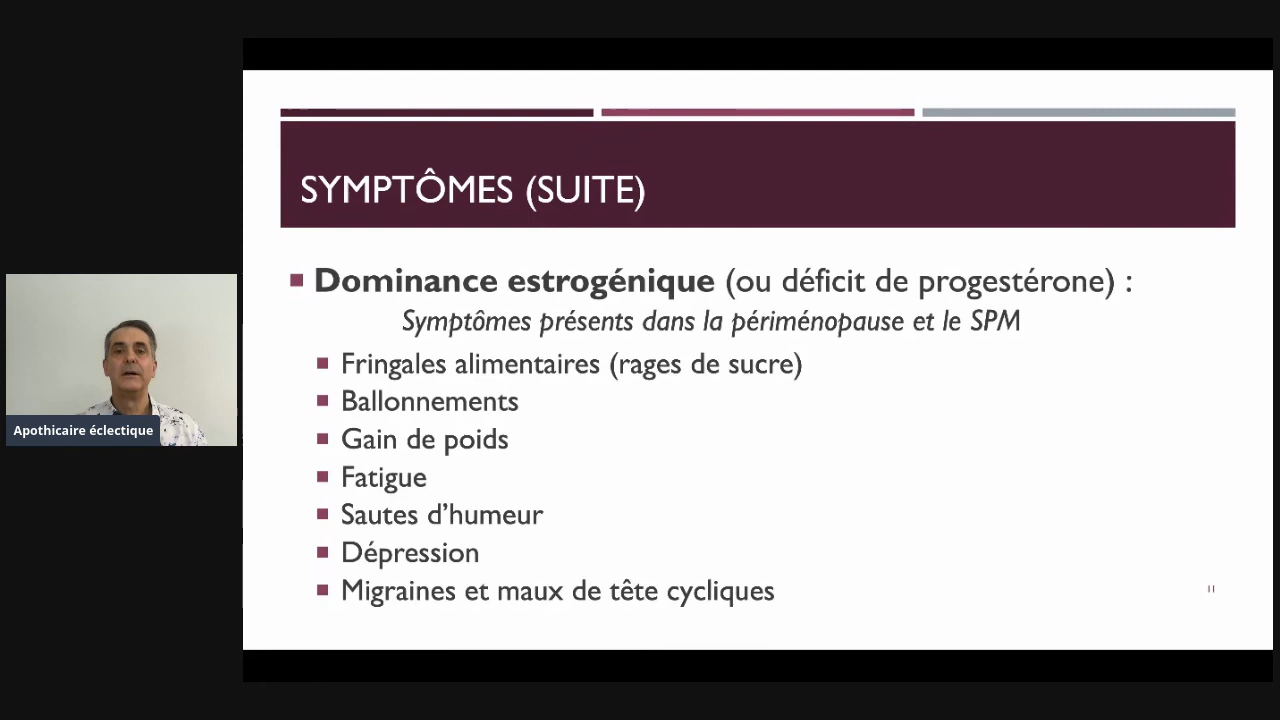 SYMPTÔMES (SUITE)
Dominance estrogénique (ou déficit de progestérone) :
Symptômes présents dans la périménopause et le SPM
Fringales alimentaires (rages de sucre)
Ballonnements
Gain de poids
Fatigue
Sautes d’humeur
Dépression
Migraines et maux de tête cycliques
11
Apothicaire éclectique